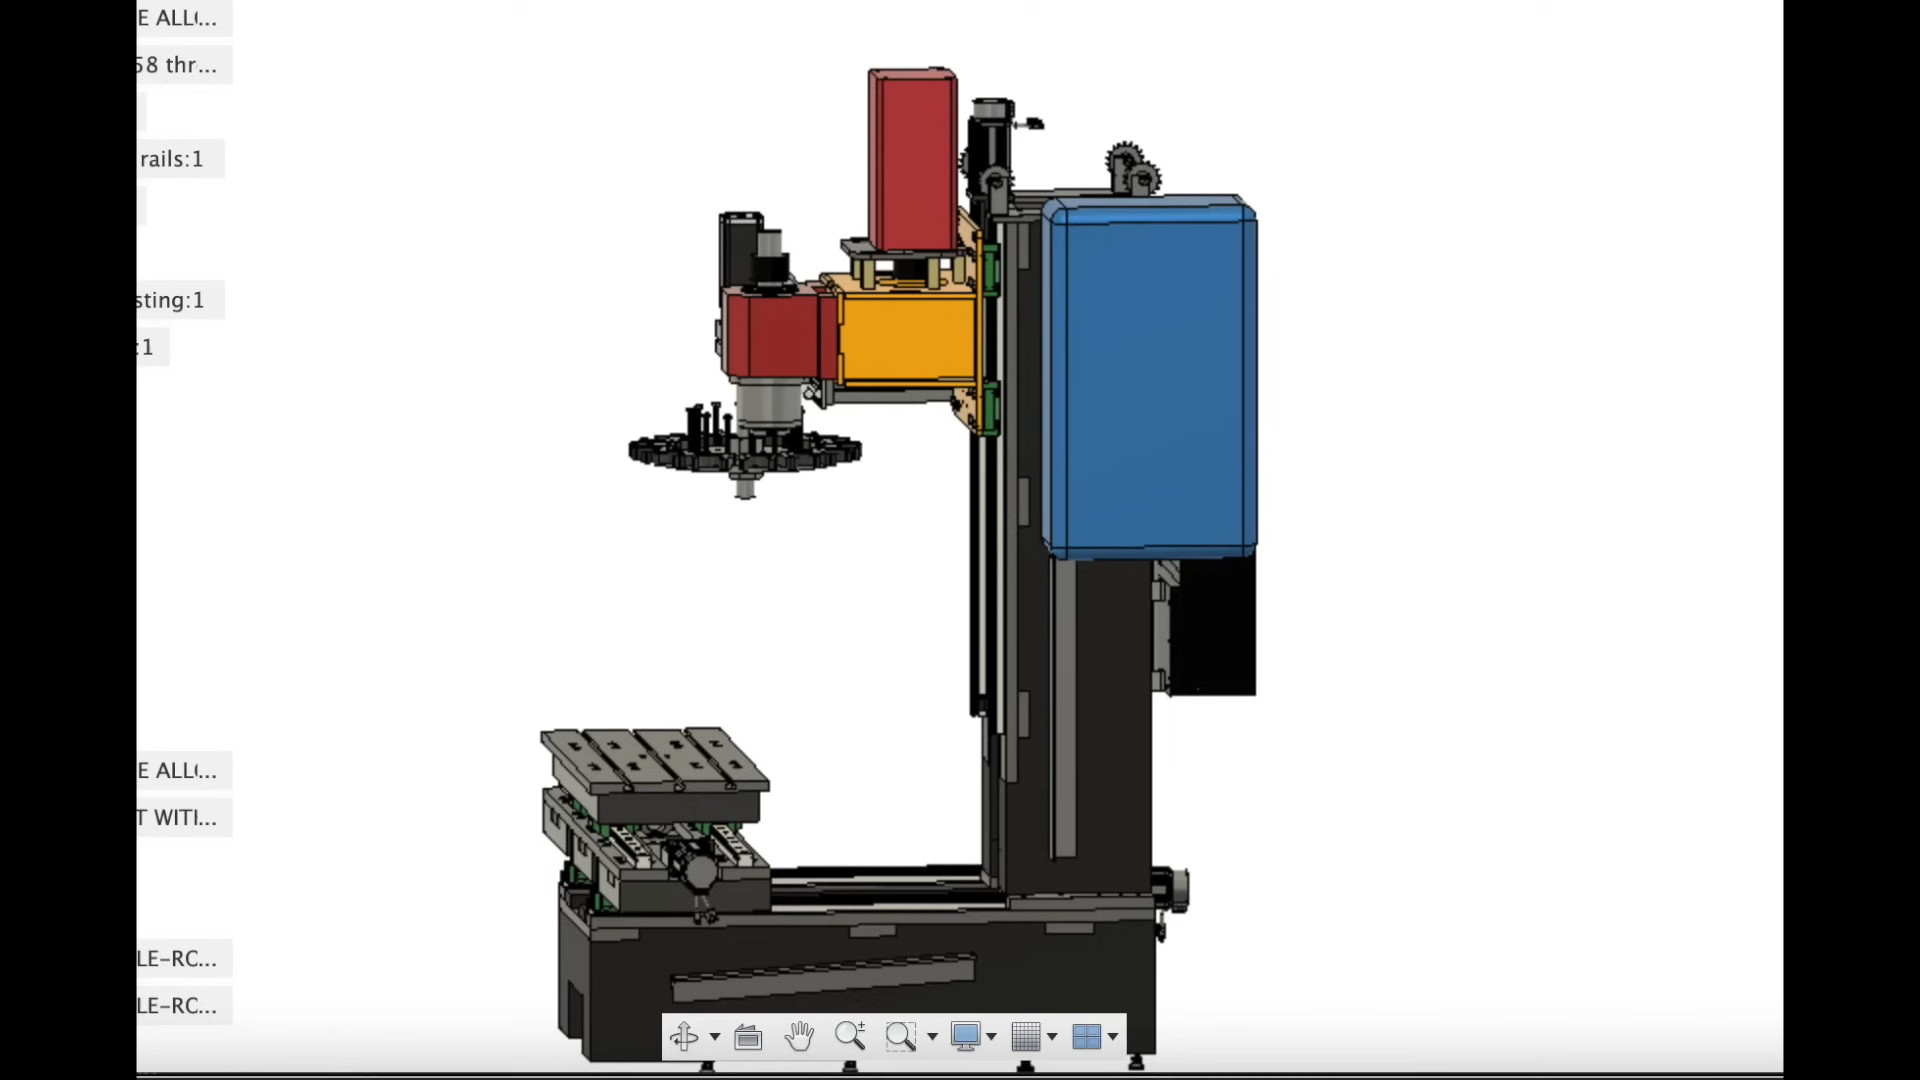 E ALL(...
58 thr...
rails:1
sting:1
:1
E ALL(...
T WITI...
LE-RC...
LE-RC...